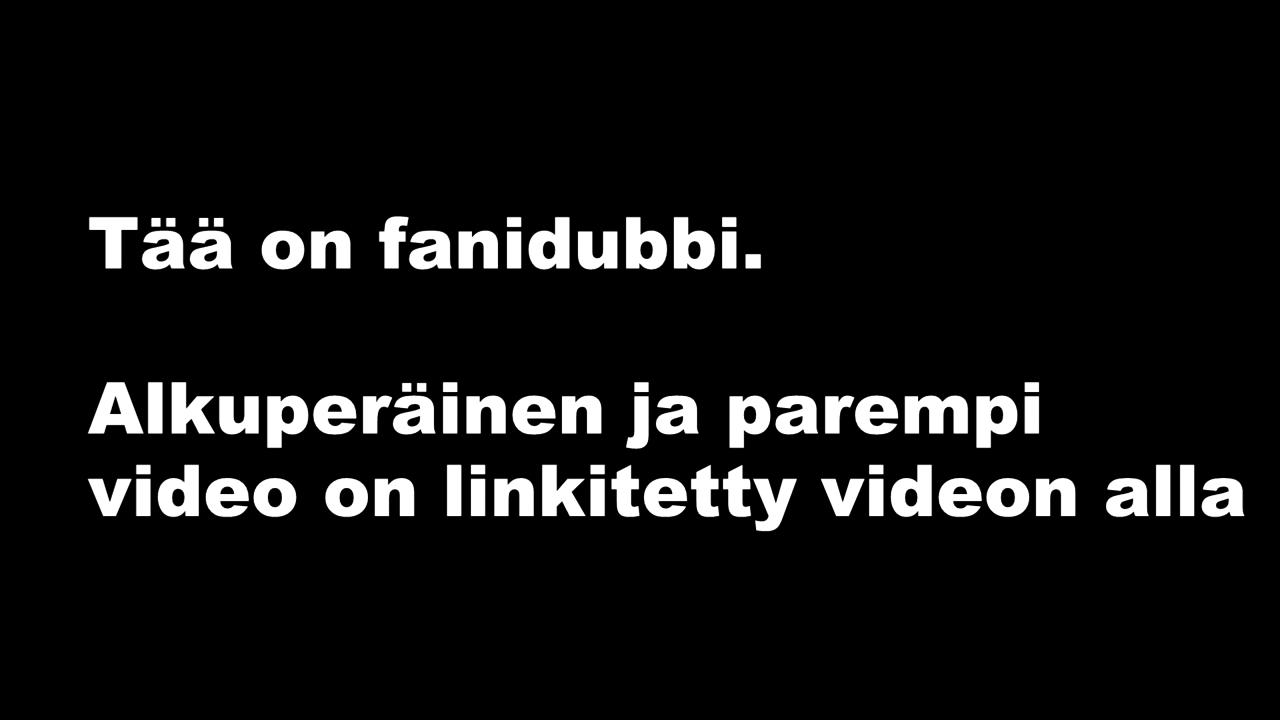 Tää on fanidubbi.
Alkuperäinen ja parempi
video on linkitetty videon alla